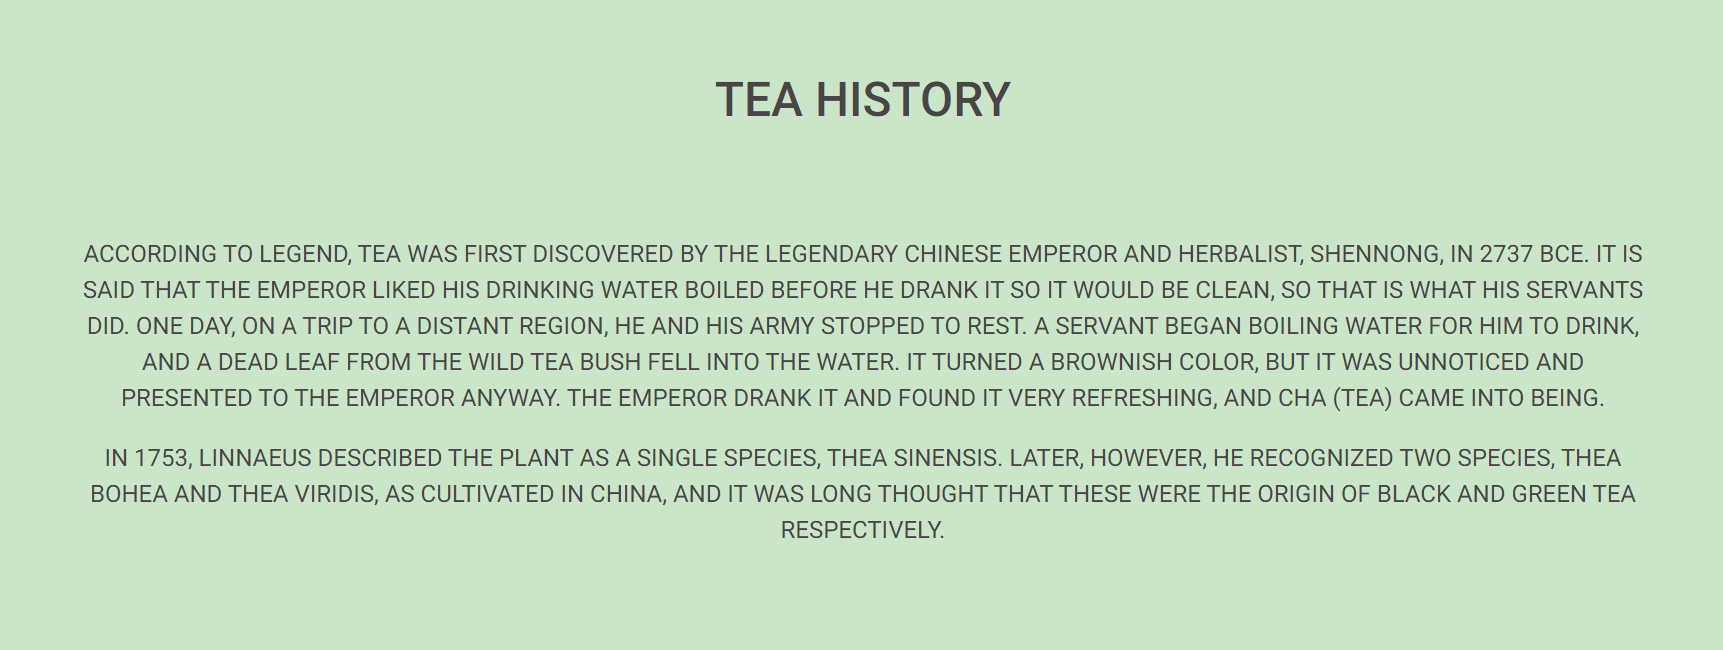 TEA HISTORY
ACCORDING TO LEGEND, TEA WAS FIRST DISCOVERED BY THE LEGENDARY CHINESE EMPEROR AND HERBALIST, SHENNONG, IN 2737 BCE. IT IS
SAID THAT THE EMPEROR LIKED HIS DRINKING WATER BOILED BEFORE HE DRANK IT SO IT WOULD BE CLEAN, SO THAT IS WHAT HIS SERVANTS
DID. ONE DAY, ON A TRIP TO A DISTANT REGION, HE AND HIS ARMY STOPPED TO REST. A SERVANT BEGAN BOILING WATER FOR HIM TO DRINK,
AND A DEAD LEAF FROM THE WILD TEA BUSH FELL INTO THE WATER. IT TURNED A BROWNISH COLOR, BUT IT WAS UNNOTICED AND
PRESENTED TO THE EMPEROR ANYWAY. THE EMPEROR DRANK IT AND FOUND IT VERY REFRESHING, AND CHA (TEA) CAME INTO BEING.
IN 1753, LINNAEUS DESCRIBED THE PLANT AS A SINGLE SPECIES, THEA SINENSIS. LATER, HOWEVER, HE RECOGNIZED TWO SPECIES, THEA
BOHEA AND THEA VIRIDIS, AS CULTIVATED IN CHINA, AND IT WAS LONG THOUGHT THAT THESE WERE THE ORIGIN OF BLACK AND GREEN TEA
RESPECTIVELY.